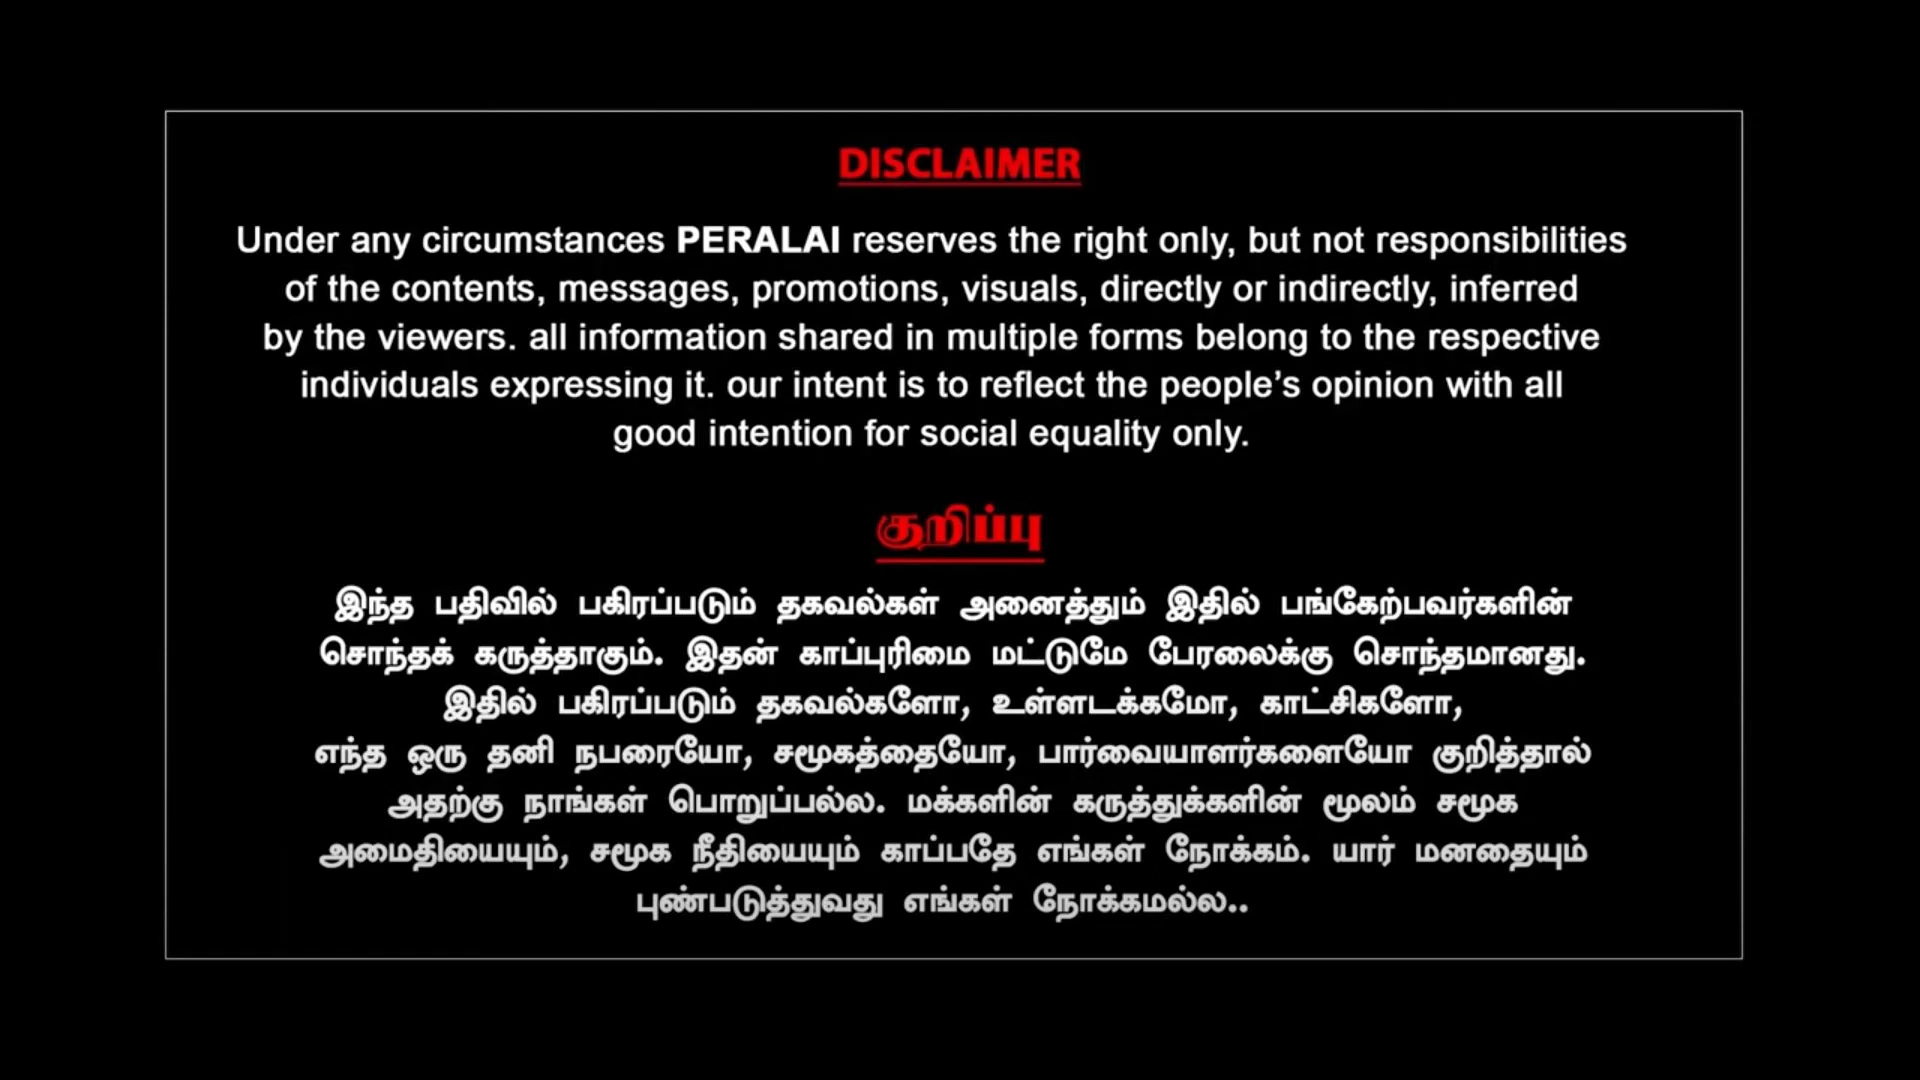 DISCLAIMER
Under any circumstances PERALAI reserves the right only, but not responsibilities
of the contents, messages, promotions, visuals, directly or indirectly, inferred
by the viewers. all information shared in multiple forms belong to the respective
individuals expressing it. our intent is to reflect the people’s opinion with all
good intention for social equality only.
குறிப்பு
இந்த பதிவில் பகிரப்படும் தகவல்கள் அனைத்தும் இதில் பங்கேற்பவர்களின்
சொந்தக் கருத்தாகும். இதன் காப்புரிமை மட்டுமே பேரலைக்கு சொந்தமானது.
இதில் பகிரப்படும் தகவல்களோ, உள்ளடக்கமோ, காட்சிகளோ,
எந்த ஒரு தனி நபரையோ, சமூகத்தையோ, பார்வையாளர்களையோ குறித்தால்
அதற்கு நாங்கள் பொறுப்பல்ல. மக்களின் கருத்துக்களின் மூலம் சமூக
அமைதியையும், சமூக நீதியையும் காப்பதே எங்கள் நோக்கம். யார் மனதையும்
புண்படுத்துவது எங்கள் நோக்கமல்ல..